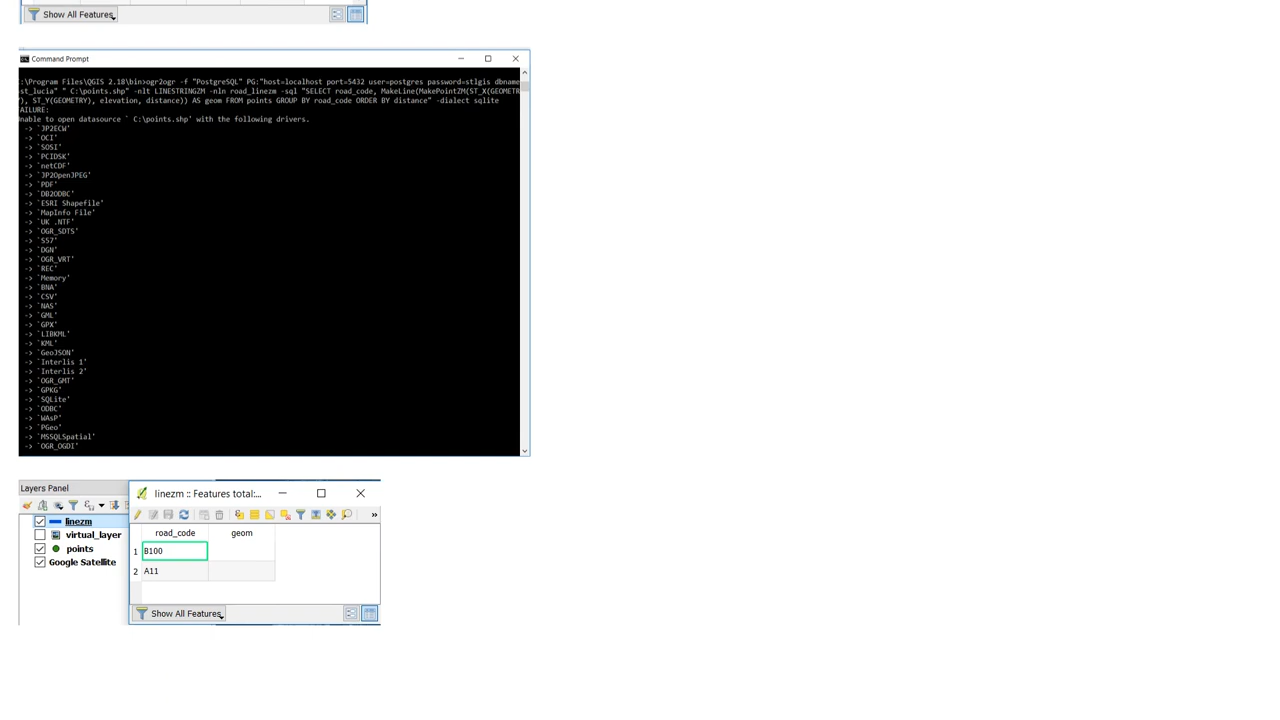 Show All Features
Command Prompt
C:\Program Files\QGIS 2.18\bin>ogr2ogr -f "PostgreSQL" PG:"host=localhost port=5432 user=postgres password=stlgis dbname
st_lucia" " C:\points.shp" -nlt LINESTRINGZM -nln road_linezm -sql "SELECT road_code, MakeLine(MakePointZM(ST_X(GEOMETR
Y), ST_Y(GEOMETRY), elevation, distance)) AS geom FROM points GROUP BY road_code ORDER BY distance" -dialect sqlite
FAILURE:
Unable to open datasource ` C:\points.shp' with the following drivers.
-> `JP2ECW'
-> `OCI'
-> `SOSI'
-> `PCIDSK'
-> `netCDF'
-> `JP2OpenJPEG'
-> `PDF'
-> `DB2ODBC'
-> `ESRI Shapefile'
-> `MapInfo File'
-> `UK .NTF'
-> `OGR_SDTS'
-> `S57'
-> `DGN'
-> `OGR_VRT'
-> `REC'
-> `Memory'
-> `BNA'
-> `CSV'
-> `NAS'
-> `GML'
-> `GPX'
-> `LIBKML'
-> `KML'
-> `GeoJSON'
-> `Interlis 1'
-> `Interlis 2'
-> `OGR_GMT'
-> `GPKG'
-> `SQLite'
-> `ODBC'
-> `WAsP'
-> `PGeo'
-> `MSSQLSpatial'
-> `OGR_OGDI'
Layers Panel
linezm
virtual_layer
points
Google Satellite
linezm :: Features total:...
road_code geom
1 B100
2 A11
Show All Features